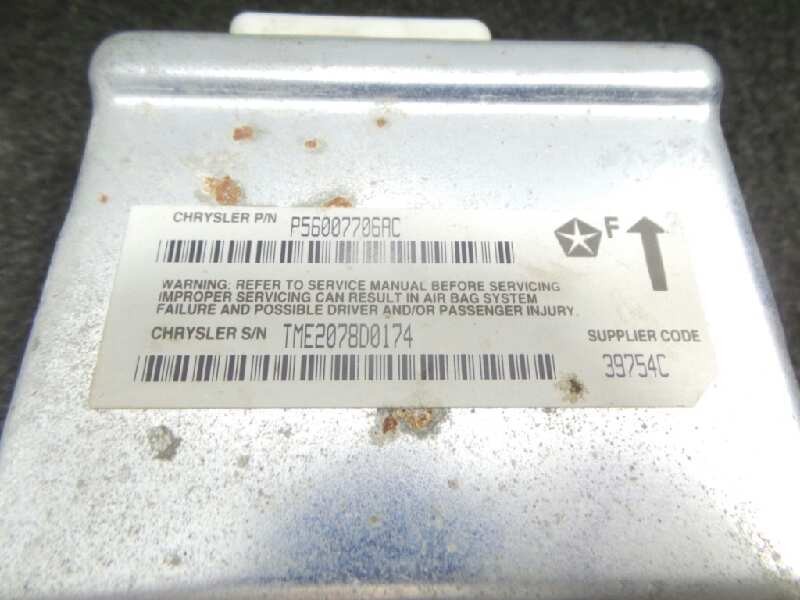 CHRYSLER P/N P56007706AC
F
WARNING: REFER TO SERVICE MANUAL BEFORE SERVICING
IMPROPER SERVICING CAN RESULT IN AIR BAG SYSTEM
FAILURE AND POSSIBLE DRIVER AND/OR PASSENGER INJURY.
CHRYSLER S/N TME2078D0174
SUPPLIER CODE
39754C